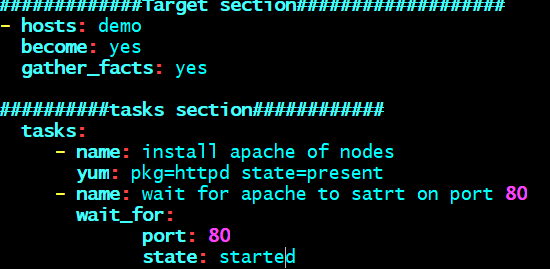 #############Target section###################
- hosts: demo
  become: yes
  gather_facts: yes
##########tasks section############
  tasks:
     - name: install apache of nodes
       yum: pkg=httpd state=present
     - name: wait for apache to satrt on port 80
       wait_for:
             port: 80
             state: started